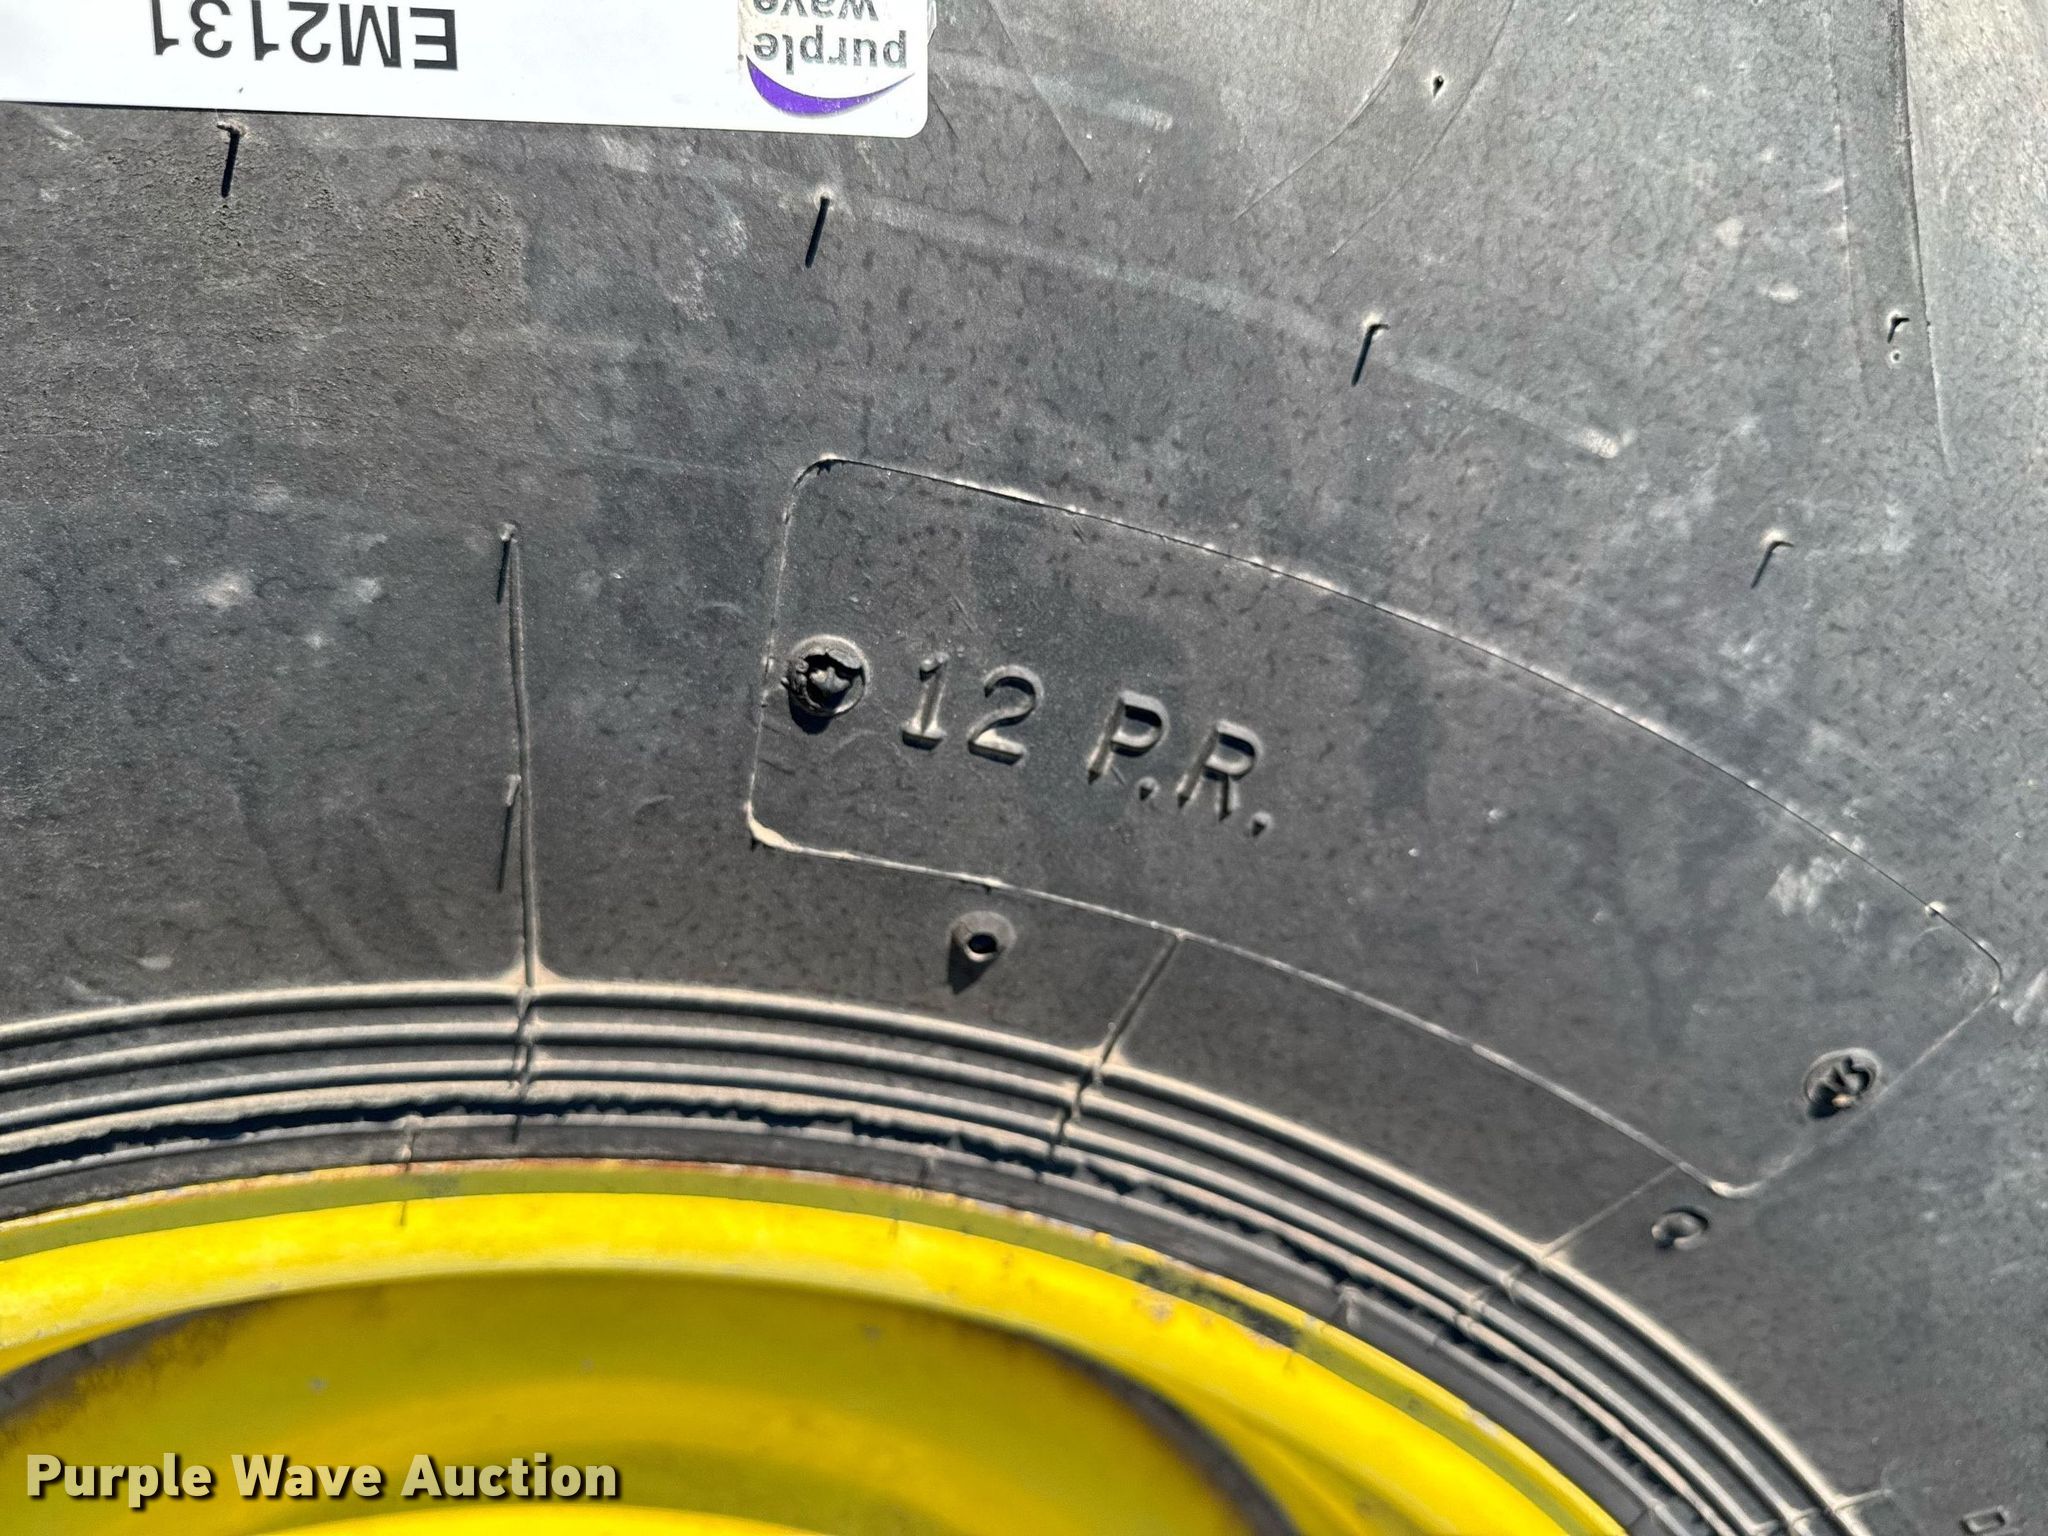 EM2131
purple
wave
12 P.R.
Purple Wave Auction